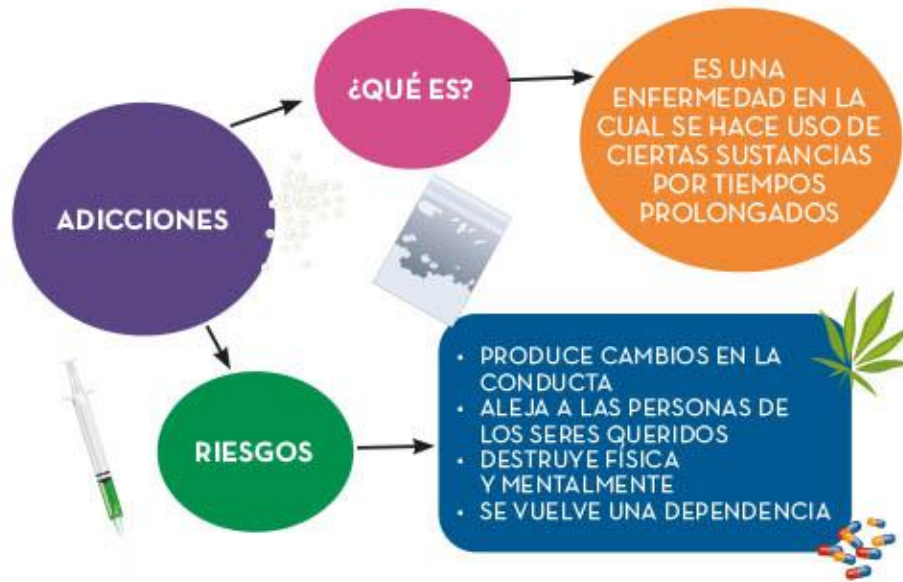 ¿QUÉ ES?
ES UNA
ENFERMEDAD EN LA
CUAL SE HACE USO DE
CIERTAS SUSTANCIAS
POR TIEMPOS
PROLONGADOS
ADICCIONES
RIESGOS
• PRODUCE CAMBIOS EN LA
CONDUCTA
• ALEJA A LAS PERSONAS DE
LOS SERES QUERIDOS
• DESTRUYE FÍSICA
Y MENTALMENTE
• SE VUELVE UNA DEPENDENCIA